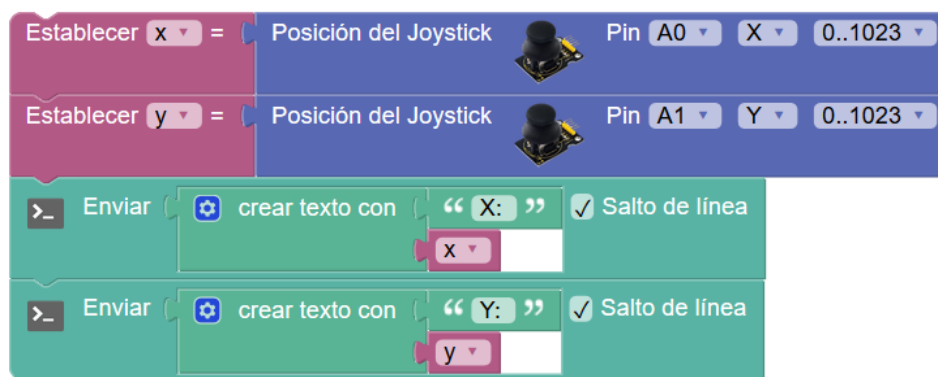 Establecer x = Posición del Joystick Pin A0 X 0..1023
Establecer y = Posición del Joystick Pin A1 Y 0..1023
>_ Enviar crear texto con “ X: ” ✓ Salto de línea
x
>_ Enviar crear texto con “ Y: ” ✓ Salto de línea
y